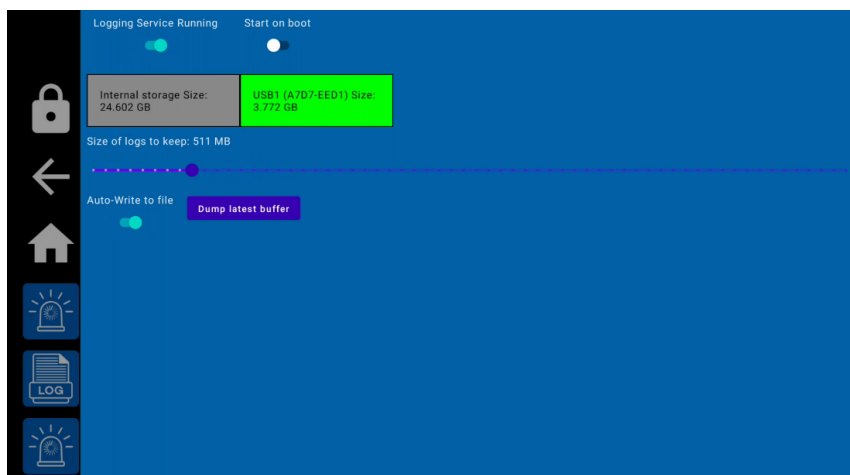 Logging Service Running
Start on boot
Internal storage Size:
24.602 GB
USB1 (A7D7-EED1) Size:
3.772 GB
Size of logs to keep: 511 MB
Auto-Write to file
Dump latest buffer
LOG